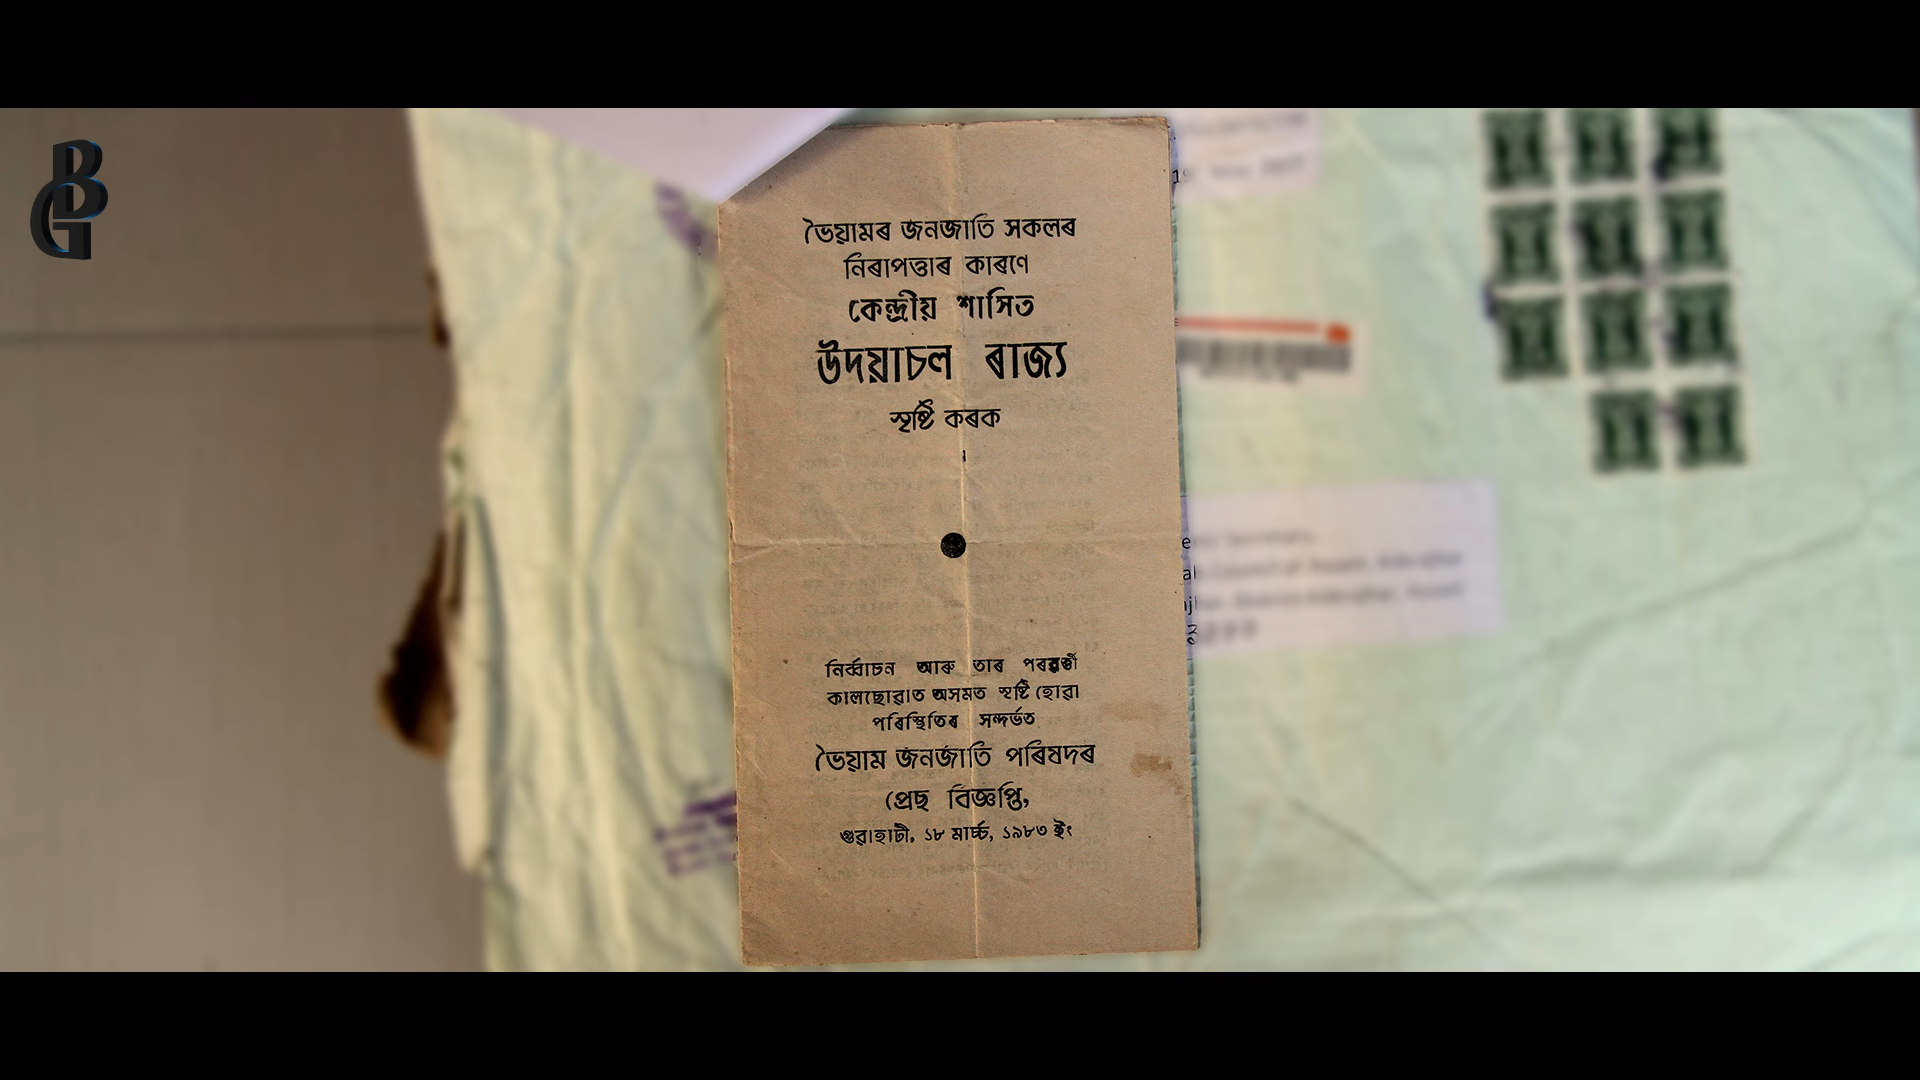 ভৈয়ামৰ জনজাতি সকলৰ
নিৰাপত্তাৰ কাৰণে
কেন্দ্ৰীয় শাসিত
উদয়াচল ৰাজ্য
সৃষ্টি কৰক
নিৰ্ব্বাচন আৰু তাৰ পৰৱৰ্ত্তী
কালছোৱাত অসমত সৃষ্টি হোৱা
পৰিস্থিতিৰ সন্দৰ্ভত
ভৈয়াম জনজাতি পৰিষদৰ
প্ৰেছ বিজ্ঞপ্তি,
গুৱাহাটী, ১৮ মাৰ্চ্চ, ১৯৮৩ ইং
BG